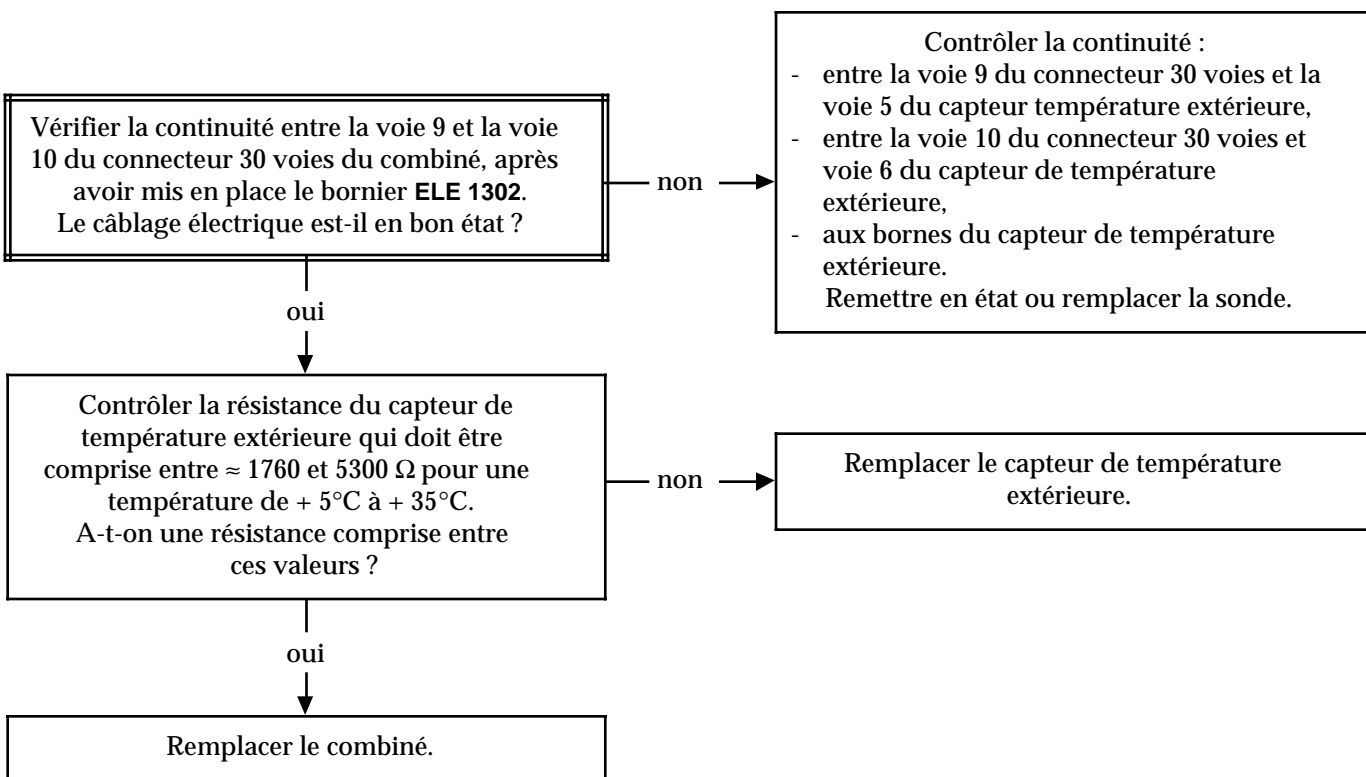 Contrôler la continuité :
- entre la voie 9 du connecteur 30 voies et la
voie 5 du capteur température extérieure,
- entre la voie 10 du connecteur 30 voies et
voie 6 du capteur de température
extérieure,
- aux bornes du capteur de température
extérieure.
Remettre en état ou remplacer la sonde.
Vérifier la continuité entre la voie 9 et la voie
10 du connecteur 30 voies du combiné, après
avoir mis en place le bornier ELE 1302.
Le câblage électrique est-il en bon état ?
non
oui
Contrôler la résistance du capteur de
température extérieure qui doit être
comprise entre ≈ 1760 et 5300 Ω pour une
température de + 5°C à + 35°C.
A-t-on une résistance comprise entre
ces valeurs ?
non
Remplacer le capteur de température
extérieure.
oui
Remplacer le combiné.